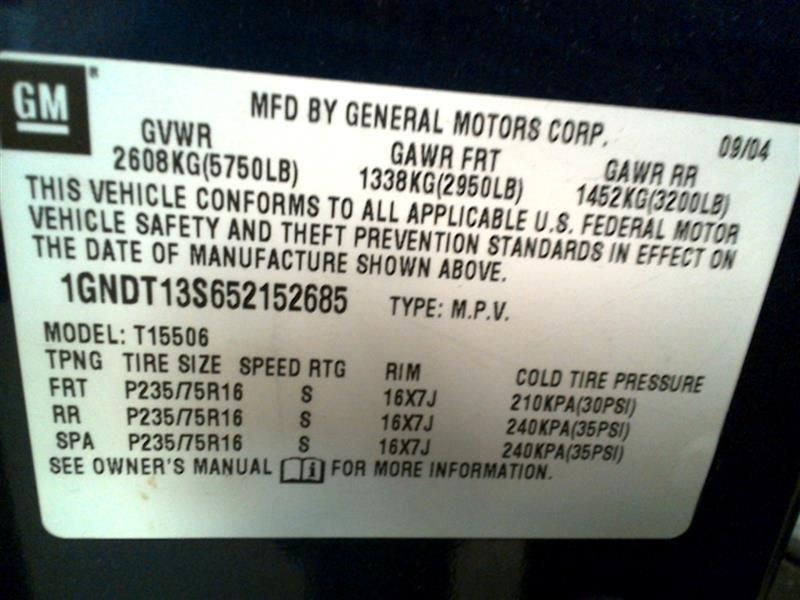 GM®
MFD BY GENERAL MOTORS CORP. 09/04
GVWR GAWR FRT GAWR RR
2608KG(5750LB) 1338KG(2950LB) 1452KG(3200LB)
THIS VEHICLE CONFORMS TO ALL APPLICABLE U.S. FEDERAL MOTOR
VEHICLE SAFETY AND THEFT PREVENTION STANDARDS IN EFFECT ON
THE DATE OF MANUFACTURE SHOWN ABOVE.
1GNDT13S652152685 TYPE: M.P.V.
MODEL: T15506
TPNG TIRE SIZE SPEED RTG RIM COLD TIRE PRESSURE
FRT P235/75R16 S 16X7J 210KPA(30PSI)
RR P235/75R16 S 16X7J 240KPA(35PSI)
SPA P235/75R16 S 16X7J 240KPA(35PSI)
SEE OWNER'S MANUAL i FOR MORE INFORMATION.